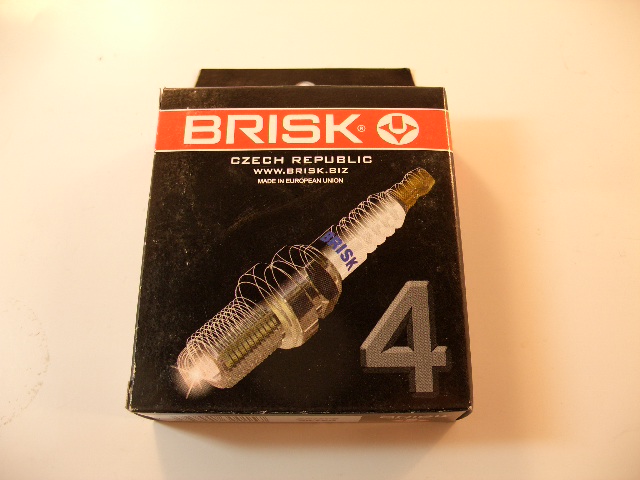 BRISK®
CZECH REPUBLIC
WWW.BRISK.BIZ
MADE IN EUROPEAN UNION
BRISK
4